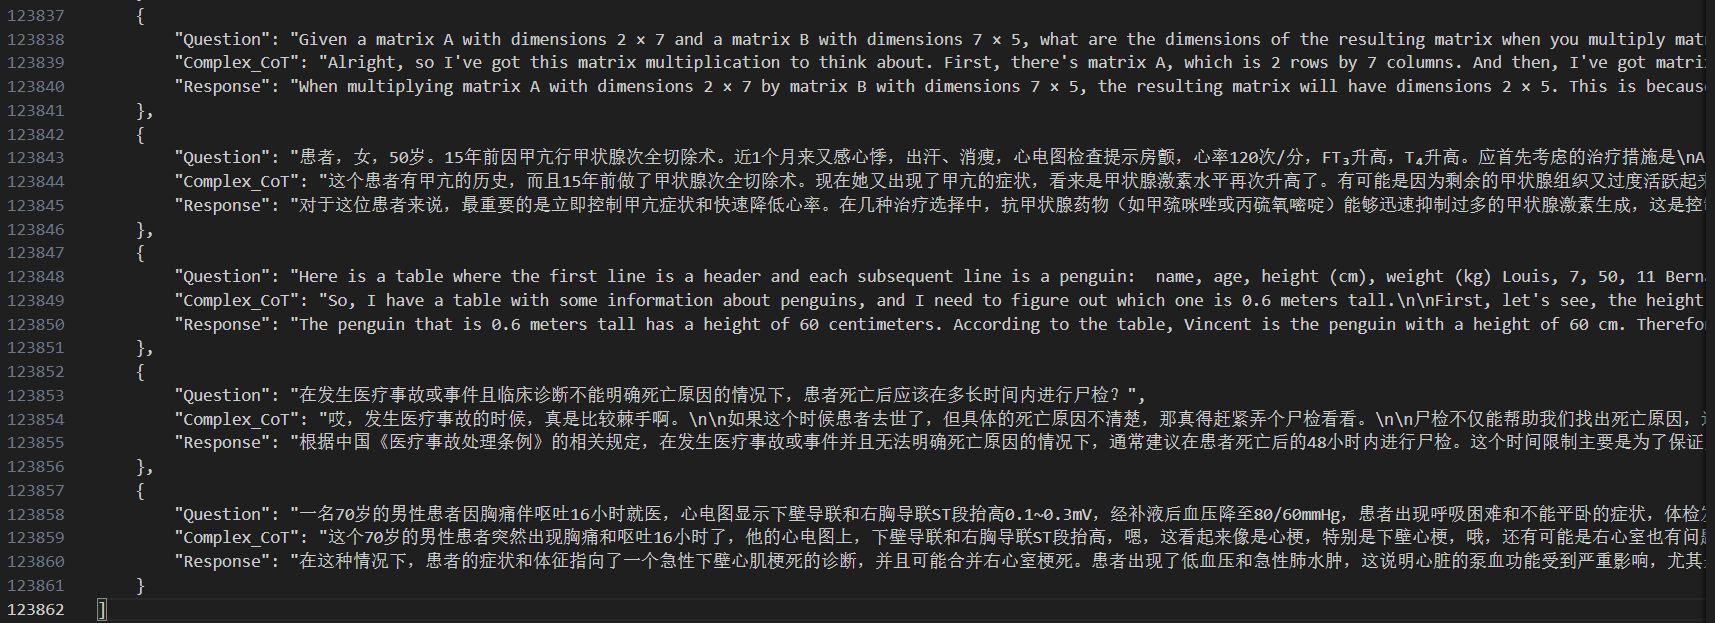 123837 {
123838 "Question": "Given a matrix A with dimensions 2 × 7 and a matrix B with dimensions 7 × 5, what are the dimensions of the resulting matrix when you multiply
123839 "Complex_CoT": "Alright, so I've got this matrix multiplication to think about. First, there's matrix A, which is 2 rows by 7 columns. And then, I've got
123840 "Response": "When multiplying matrix A with dimensions 2 × 7 by matrix B with dimensions 7 × 5, the resulting matrix will have dimensions 2 × 5. This is
123841 },
123842 {
123843 "Question": "患者，女，50岁。15年前因甲亢行甲状腺次全切除术。近1个月来又感心悸，出汗、消瘦，心电图检查提示房颤，心率120次/分，FT₃升高，T₄升高。应首先考虑的治疗措施是\nA
123844 "Complex_CoT": "这个患者有甲亢的历史，而且15年前做了甲状腺次全切除术。现在她又出现了甲亢的症状，看来是甲状腺激素水平再次升高了。有可能是因为剩余的甲状腺组织又过度活跃起来
123845 "Response": "对于这位患者来说，最重要的是立即控制甲亢症状和快速降低心率。在几种治疗选择中，抗甲状腺药物（如甲巯咪唑或丙硫氧嘧啶）能够迅速抑制过多的甲状腺激素生成，这是控
123846 },
123847 {
123848 "Question": "Here is a table where the first line is a header and each subsequent line is a penguin:  name, age, height (cm), weight (kg) Louis, 7, 50, 11
123849 "Complex_CoT": "So, I have a table with some information about penguins, and I need to figure out which one is 0.6 meters tall.\n\nFirst, let's see, the height
123850 "Response": "The penguin that is 0.6 meters tall has a height of 60 centimeters. According to the table, Vincent is the penguin with a height of 60 cm.
123851 },
123852 {
123853 "Question": "在发生医疗事故或事件且临床诊断不能明确死亡原因的情况下，患者死亡后应该在多长时间内进行尸检？",
123854 "Complex_CoT": "哎，发生医疗事故的时候，真是比较棘手啊。\n\n如果这个时候患者去世了，但具体的死亡原因不清楚，那真得赶紧弄个尸检看看。\n\n尸检不仅能帮助我们找出死亡原因，
123855 "Response": "根据中国《医疗事故处理条例》的相关规定，在发生医疗事故或事件并且无法明确死亡原因的情况下，通常建议在患者死亡后的48小时内进行尸检。这个时间限制主要是为了保证
123856 },
123857 {
123858 "Question": "一名70岁的男性患者因胸痛伴呕吐16小时就医，心电图显示下壁导联和右胸导联ST段抬高0.1~0.3mV，经补液后血压降至80/60mmHg，患者出现呼吸困难和不能平卧的症状，体检
123859 "Complex_CoT": "这个70岁的男性患者突然出现胸痛和呕吐16小时了，他的心电图上，下壁导联和右胸导联ST段抬高，嗯，这看起来像是心梗，特别是下壁心梗，哦，还有可能是右心室也有问
123860 "Response": "在这种情况下，患者的症状和体征指向了一个急性下壁心肌梗死的诊断，并且可能合并右心室梗死。患者出现了低血压和急性肺水肿，这说明心脏的泵血功能受到严重影响，尤其
123861 }
123862 ]